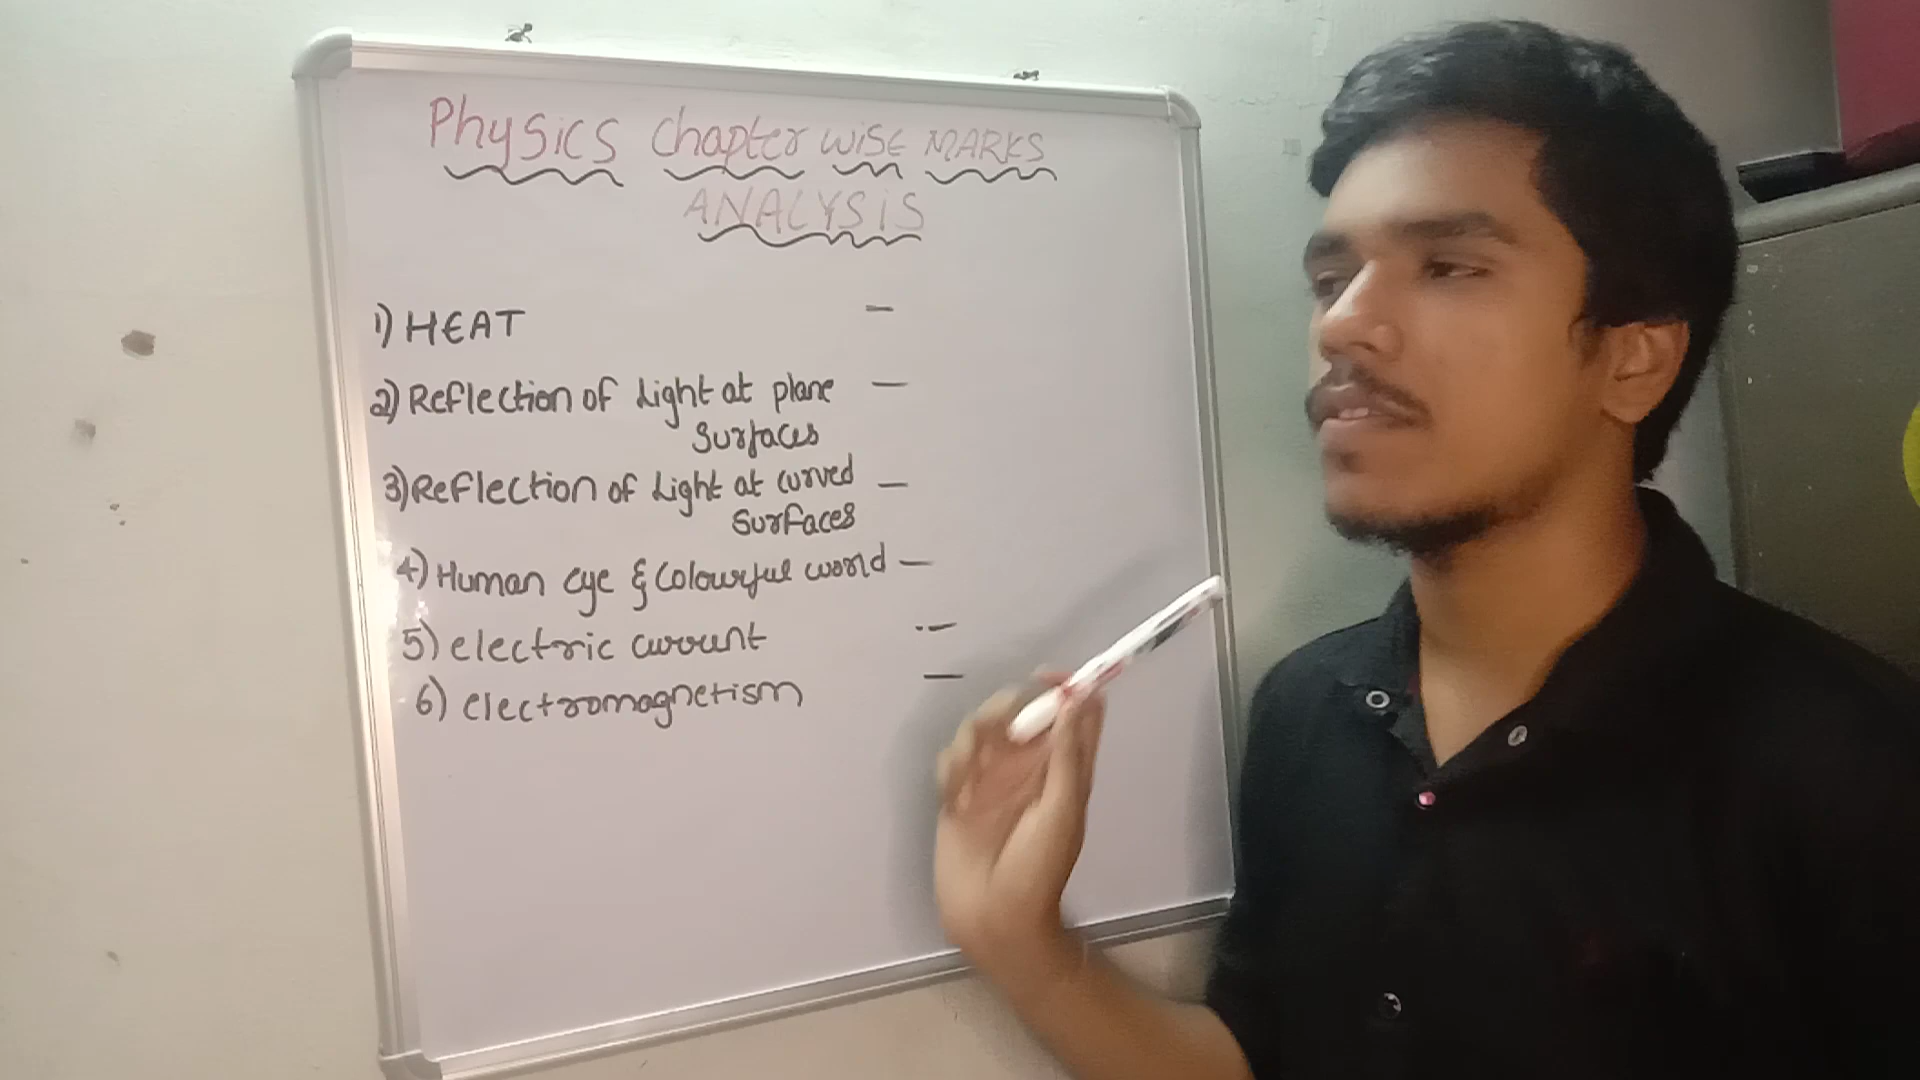 Physics Chapter wise MARKS
ANALYSIS
1) HEAT –
2) Reflection of Light at plane –
surfaces
3) Reflection of Light at curved –
surfaces
4) Human eye & Colourful world –
5) electric current –
6) electromagnetism –